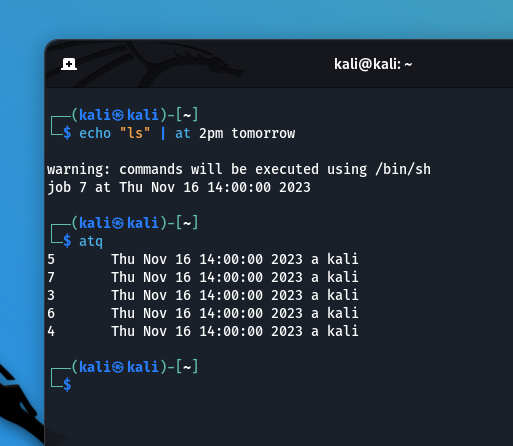 kali@kali: ~
┌──(kali㉿kali)-[~]
└─$ echo "ls" | at 2pm tomorrow
warning: commands will be executed using /bin/sh
job 7 at Thu Nov 16 14:00:00 2023
┌──(kali㉿kali)-[~]
└─$ atq
5       Thu Nov 16 14:00:00 2023 a kali
7       Thu Nov 16 14:00:00 2023 a kali
3       Thu Nov 16 14:00:00 2023 a kali
6       Thu Nov 16 14:00:00 2023 a kali
4       Thu Nov 16 14:00:00 2023 a kali
┌──(kali㉿kali)-[~]
└─$